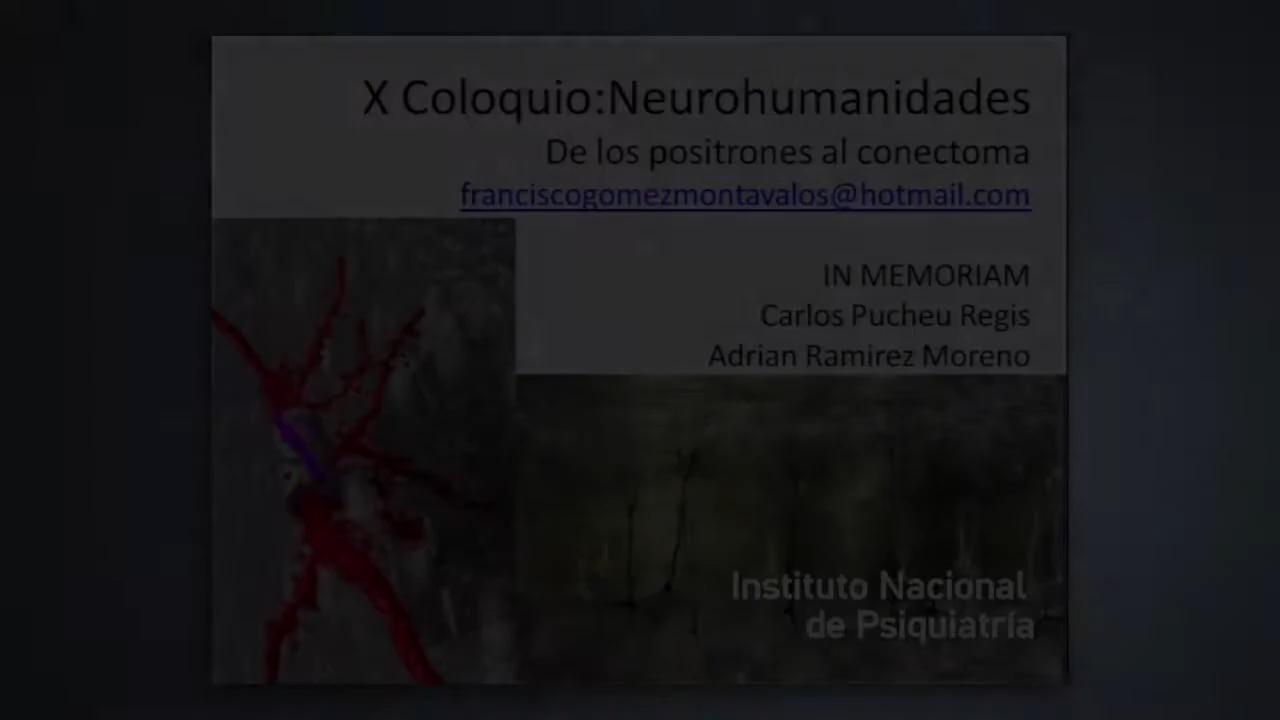 X Coloquio:Neurohumanidades
De los positrones al conectoma
franciscogomezmontavalos@hotmail.com
IN MEMORIAM
Carlos Pucheu Regis
Adrian Ramirez Moreno
Instituto Nacional
de Psiquiatría